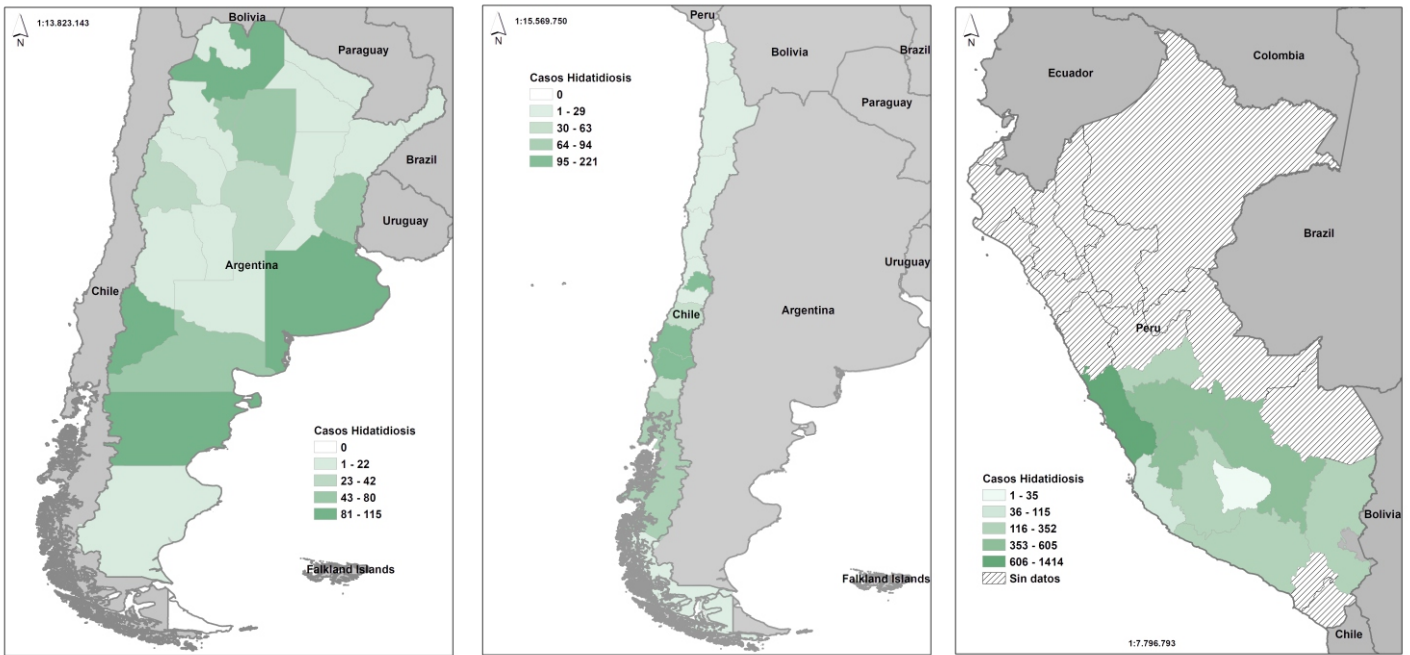 Bolivia
N
1:13.823.143
Paraguay
Brazil
Uruguay
Argentina
Chile
Casos Hidatidosis
0
1 - 22
23 - 42
43 - 80
81 - 115
Falkland Islands
Peru
N
1:15.569.750
Bolivia
Brazil
Casos Hidatidosis
0
1 - 29
30 - 63
64 - 94
95 - 221
Paraguay
Uruguay
Chile
Argentina
Falkland Islands
N
Colombia
Ecuador
Brazil
Peru
Casos Hidatidosis
1 - 35
36 - 115
116 - 352
353 - 605
606 - 1414
Sin datos
Bolivia
Chile
1:7.796.793